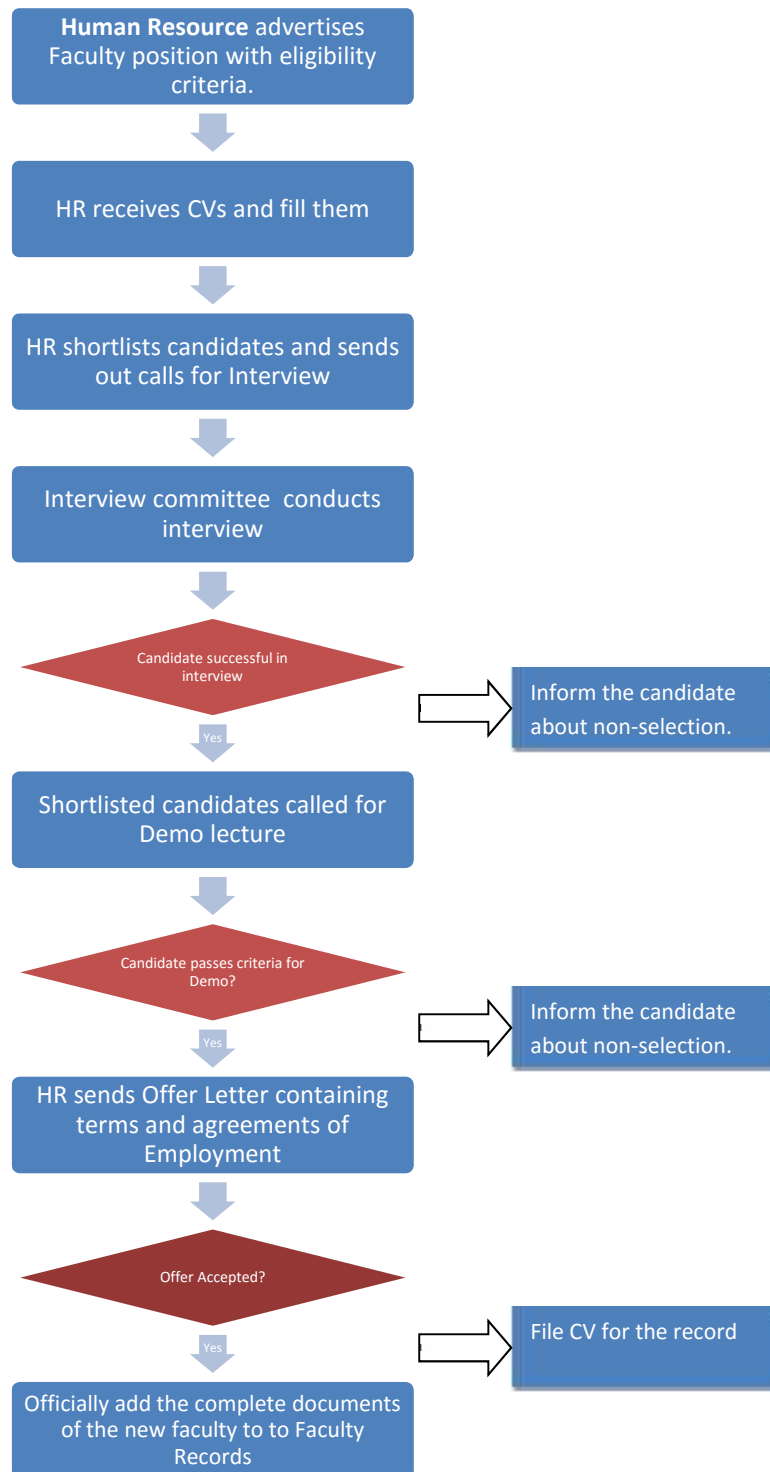 Human Resource advertises
Faculty position with eligibility
criteria.
HR receives CVs and fill them
HR shortlists candidates and sends
out calls for Interview
Interview committee  conducts
interview
Candidate successful in
interview
Inform the candidate
about non-selection.
Yes
Shortlisted candidates called for
Demo lecture
Candidate passes criteria for
Demo?
Inform the candidate
about non-selection.
Yes
HR sends Offer Letter containing
terms and agreements of
Employment
Offer Accepted?
File CV for the record
Yes
Officially add the complete documents
of the new faculty to to Faculty
Records